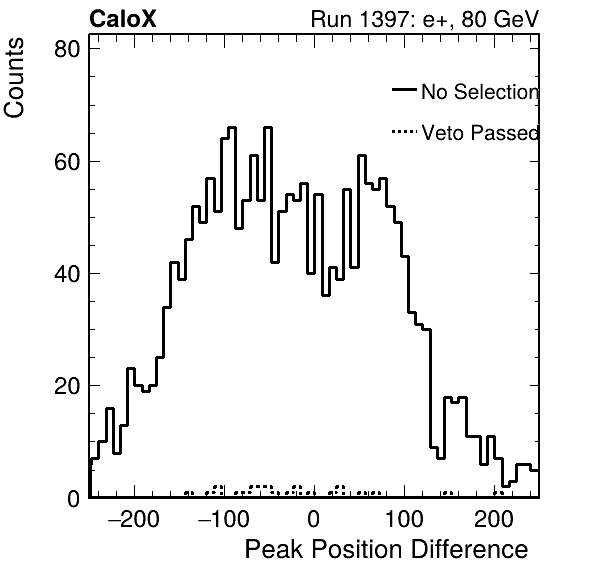 CaloX Run 1397: e+, 80 GeV
Counts
80
No Selection
Veto Passed
60
40
20
0
−200 −100 0 100 200
Peak Position Difference